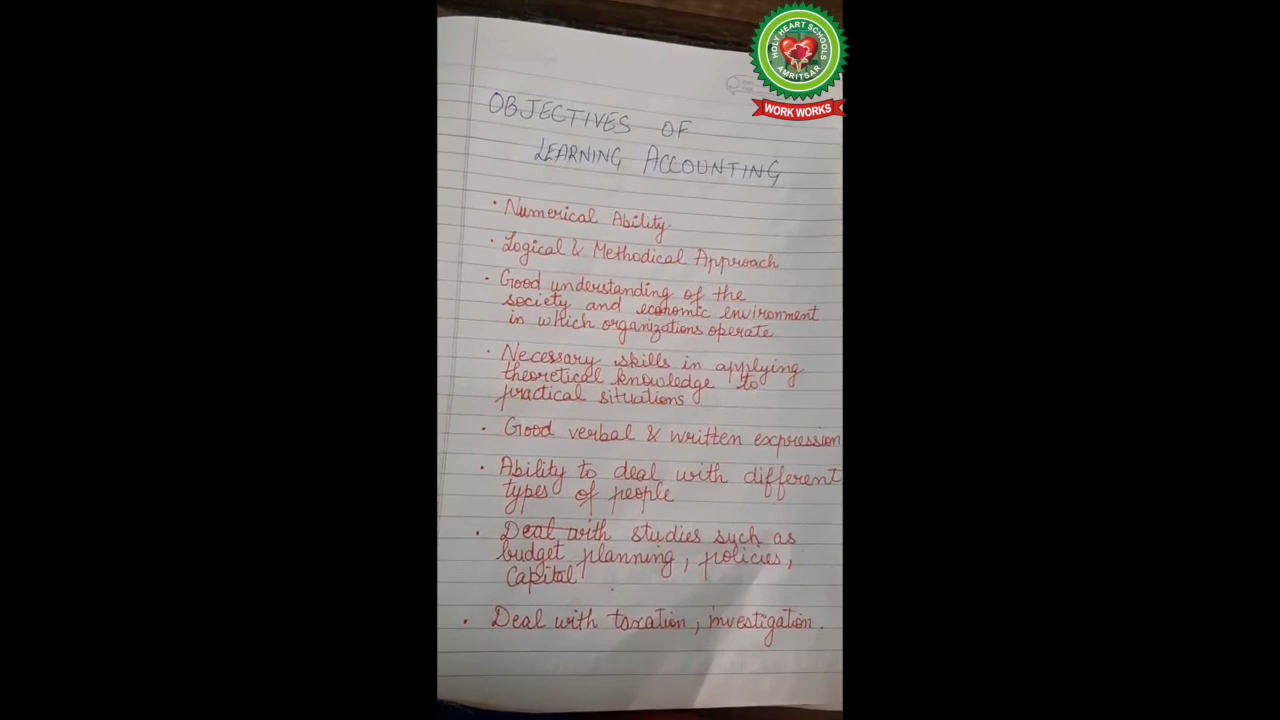 HOLY HEART SCHOOLS
AMRITSAR
WORK WORKS
OBJECTIVES OF
LEARNING ACCOUNTING
· Numerical Ability
· Logical & Methodical Approach
· Good understanding of the
society and economic environment
in which organizations operate
· Necessary skills in applying
theoretical knowledge to
practical situations
· Good verbal & written expression
· Ability to deal with different
types of people
· Deal with studies such as
budget planning, policies,
Capital
· Deal with taxation, investigation.